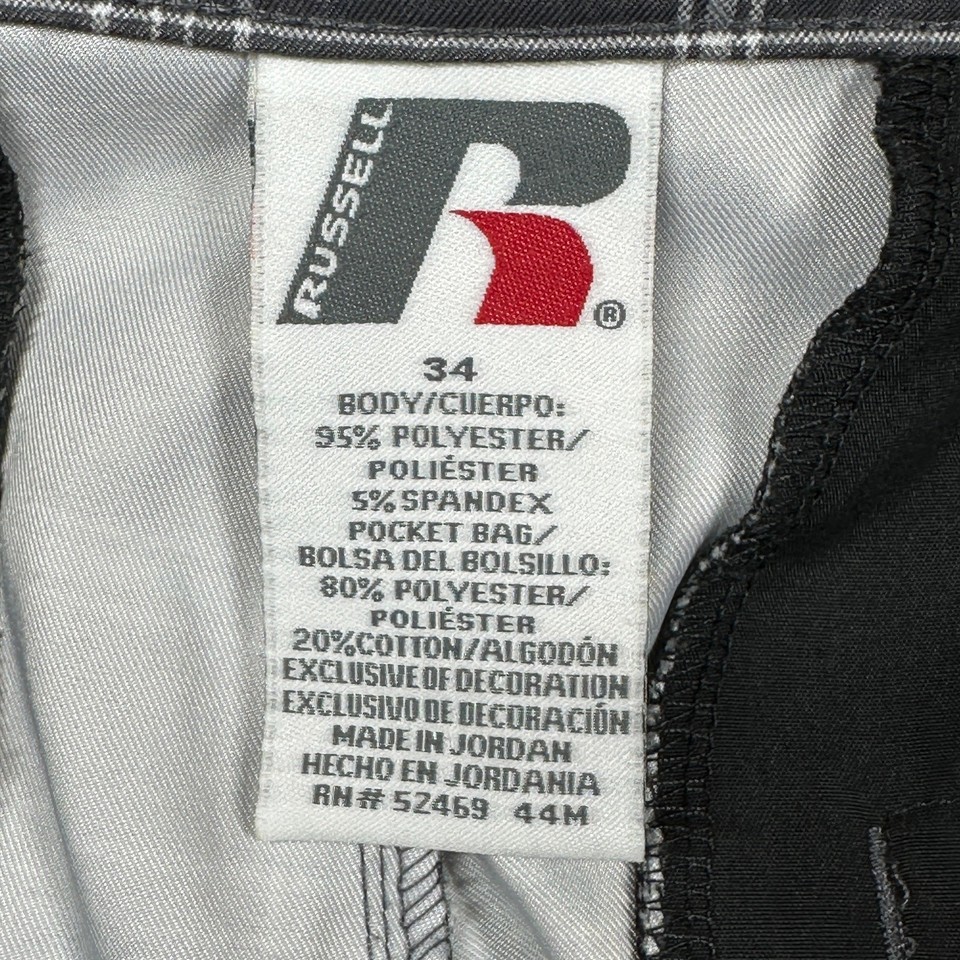 RUSSELL
R
®
34
BODY/CUERPO:
95% POLYESTER/
POLIÉSTER
5% SPANDEX
POCKET BAG/
BOLSA DEL BOLSILLO:
80% POLYESTER/
POLIÉSTER
20%COTTON/ALGODÓN
EXCLUSIVE OF DECORATION
EXCLUSIVO DE DECORACIÓN
MADE IN JORDAN
HECHO EN JORDANIA
RN# 52469 44M